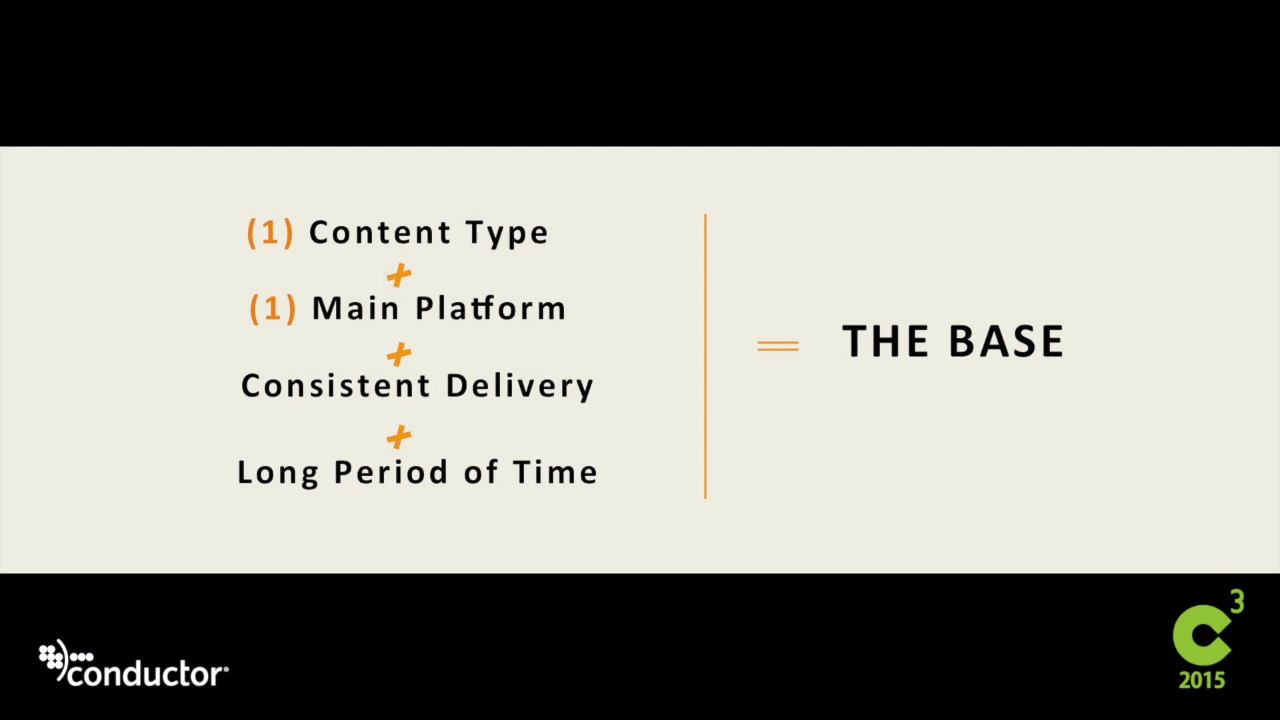 (1) Content Type
+
(1) Main Platform
+
Consistent Delivery
+
Long Period of Time
= THE BASE
conductor
C3
2015